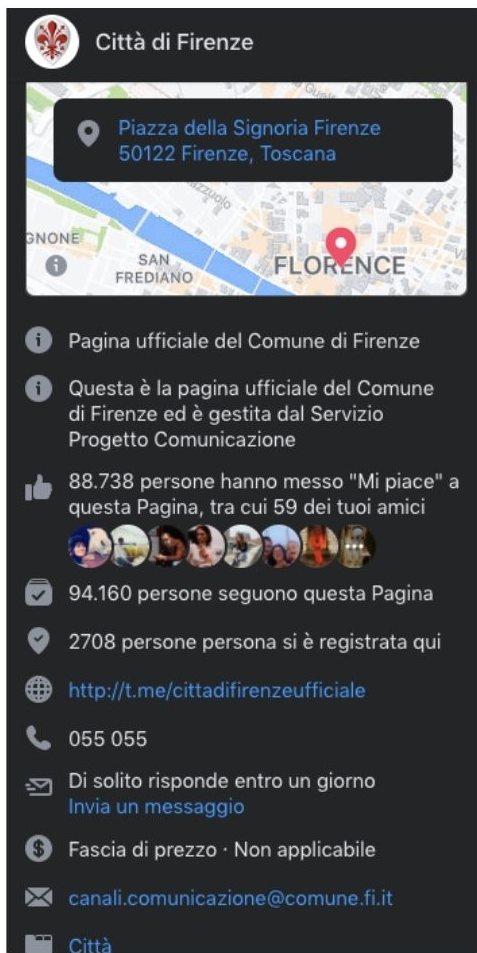 Città di Firenze
Piazza della Signoria Firenze
50122 Firenze, Toscana
GNONE
SAN
FREDIANO
FLORENCE
Pagina ufficiale del Comune di Firenze
Questa è la pagina ufficiale del Comune
di Firenze ed è gestita dal Servizio
Progetto Comunicazione
88.738 persone hanno messo "Mi piace" a
questa Pagina, tra cui 59 dei tuoi amici
94.160 persone seguono questa Pagina
2708 persone persona si è registrata qui
http://t.me/cittadifirenzeufficiale
055 055
Di solito risponde entro un giorno
Invia un messaggio
Fascia di prezzo · Non applicabile
canali.comunicazione@comune.fi.it
Città